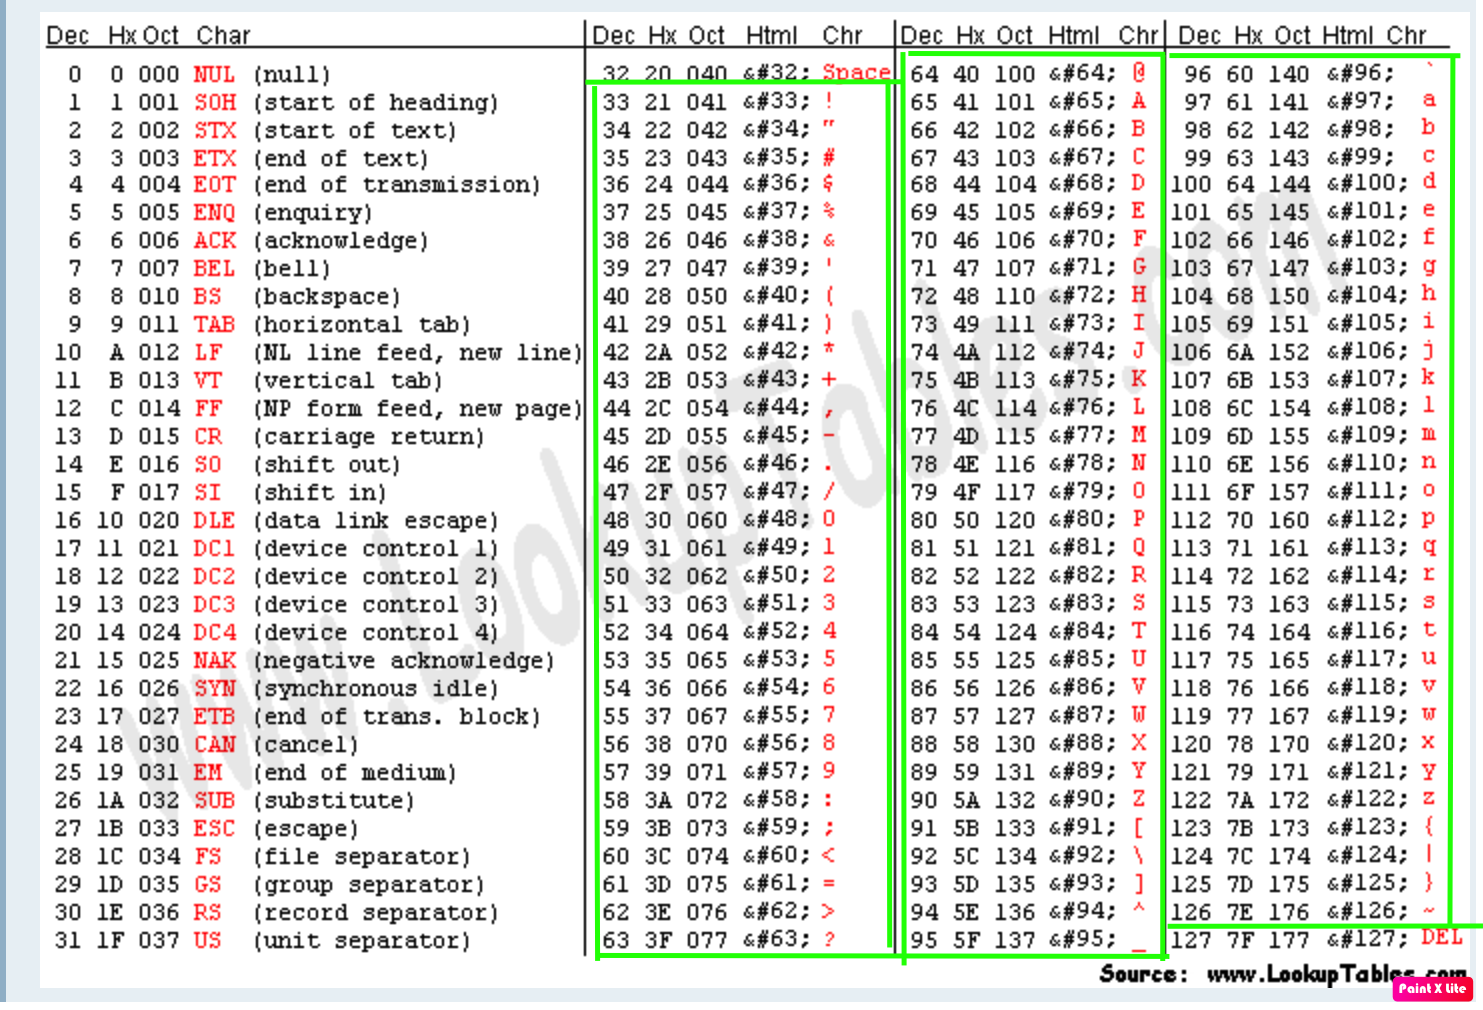 Dec Hx Oct Char Dec Hx Oct Html Chr Dec Hx Oct Html Chr Dec Hx Oct Html Chr
0 0 000 NUL (null) 32 20 040 &#32; Space 64 40 100 &#64; @ 96 60 140 &#96; `
1 1 001 SOH (start of heading) 33 21 041 &#33; ! 65 41 101 &#65; A 97 61 141 &#97; a
2 2 002 STX (start of text) 34 22 042 &#34; " 66 42 102 &#66; B 98 62 142 &#98; b
3 3 003 ETX (end of text) 35 23 043 &#35; # 67 43 103 &#67; C 99 63 143 &#99; c
4 4 004 EOT (end of transmission) 36 24 044 &#36; $ 68 44 104 &#68; D 100 64 144 &#100; d
5 5 005 ENQ (enquiry) 37 25 045 &#37; % 69 45 105 &#69; E 101 65 145 &#101; e
6 6 006 ACK (acknowledge) 38 26 046 &#38; & 70 46 106 &#70; F 102 66 146 &#102; f
7 7 007 BEL (bell) 39 27 047 &#39; ' 71 47 107 &#71; G 103 67 147 &#103; g
8 8 010 BS (backspace) 40 28 050 &#40; ( 72 48 110 &#72; H 104 68 150 &#104; h
9 9 011 TAB (horizontal tab) 41 29 051 &#41; ) 73 49 111 &#73; I 105 69 151 &#105; i
10 A 012 LF (NL line feed, new line) 42 2A 052 &#42; * 74 4A 112 &#74; J 106 6A 152 &#106; j
11 B 013 VT (vertical tab) 43 2B 053 &#43; + 75 4B 113 &#75; K 107 6B 153 &#107; k
12 C 014 FF (NP form feed, new page) 44 2C 054 &#44; , 76 4C 114 &#76; L 108 6C 154 &#108; l
13 D 015 CR (carriage return) 45 2D 055 &#45; - 77 4D 115 &#77; M 109 6D 155 &#109; m
14 E 016 SO (shift out) 46 2E 056 &#46; . 78 4E 116 &#78; N 110 6E 156 &#110; n
15 F 017 SI (shift in) 47 2F 057 &#47; / 79 4F 117 &#79; O 111 6F 157 &#111; o
16 10 020 DLE (data link escape) 48 30 060 &#48; 0 80 50 120 &#80; P 112 70 160 &#112; p
17 11 021 DC1 (device control 1) 49 31 061 &#49; 1 81 51 121 &#81; Q 113 71 161 &#113; q
18 12 022 DC2 (device control 2) 50 32 062 &#50; 2 82 52 122 &#82; R 114 72 162 &#114; r
19 13 023 DC3 (device control 3) 51 33 063 &#51; 3 83 53 123 &#83; S 115 73 163 &#115; s
20 14 024 DC4 (device control 4) 52 34 064 &#52; 4 84 54 124 &#84; T 116 74 164 &#116; t
21 15 025 NAK (negative acknowledge) 53 35 065 &#53; 5 85 55 125 &#85; U 117 75 165 &#117; u
22 16 026 SYN (synchronous idle) 54 36 066 &#54; 6 86 56 126 &#86; V 118 76 166 &#118; v
23 17 027 ETB (end of trans. block) 55 37 067 &#55; 7 87 57 127 &#87; W 119 77 167 &#119; w
24 18 030 CAN (cancel) 56 38 070 &#56; 8 88 58 130 &#88; X 120 78 170 &#120; x
25 19 031 EM (end of medium) 57 39 071 &#57; 9 89 59 131 &#89; Y 121 79 171 &#121; y
26 1A 032 SUB (substitute) 58 3A 072 &#58; : 90 5A 132 &#90; Z 122 7A 172 &#122; z
27 1B 033 ESC (escape) 59 3B 073 &#59; ; 91 5B 133 &#91; [ 123 7B 173 &#123; {
28 1C 034 FS (file separator) 60 3C 074 &#60; < 92 5C 134 &#92; \ 124 7C 174 &#124; |
29 1D 035 GS (group separator) 61 3D 075 &#61; = 93 5D 135 &#93; ] 125 7D 175 &#125; }
30 1E 036 RS (record separator) 62 3E 076 &#62; > 94 5E 136 &#94; ^ 126 7E 176 &#126; ~
31 1F 037 US (unit separator) 63 3F 077 &#63; ? 95 5F 137 &#95; _ 127 7F 177 &#127; DEL
Source: www.LookupTables.com
Paint X Lite
www.LookupTables.com